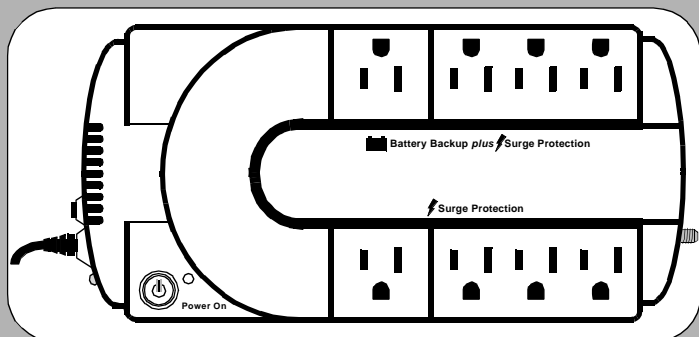 Battery Backup plus Surge Protection
Surge Protection
Power On